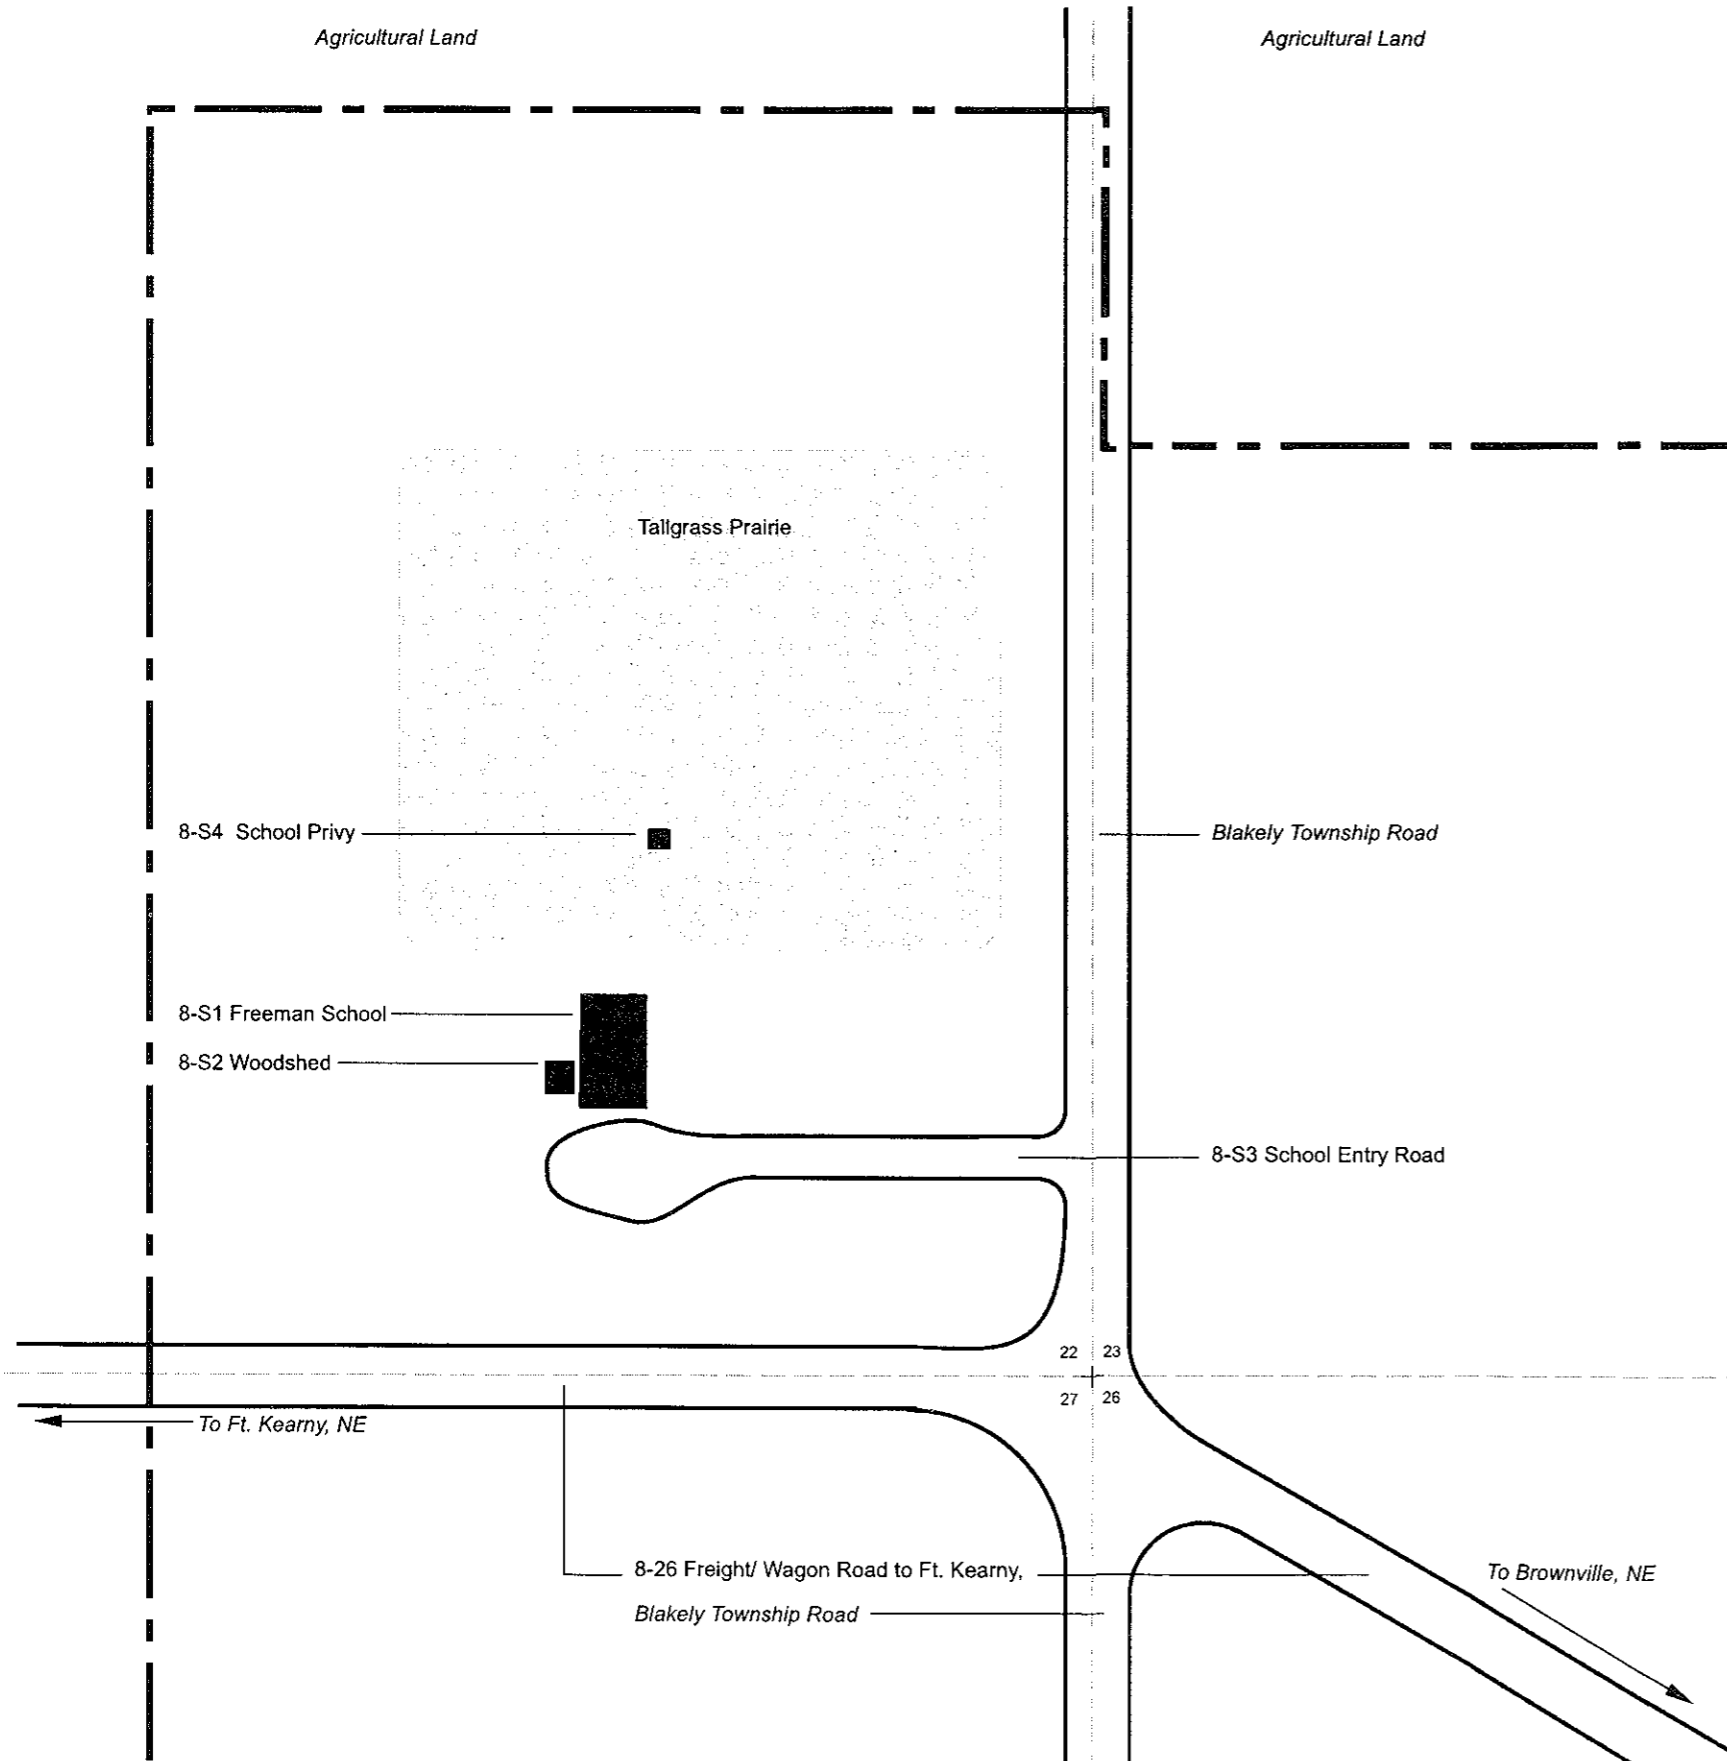 Agricultural Land
Agricultural Land
Tallgrass Prairie
8-S4 School Privy
Blakely Township Road
8-S1 Freeman School
8-S2 Woodshed
8-S3 School Entry Road
22 23
27 26
To Ft. Kearny, NE
8-26 Freight/ Wagon Road to Ft. Kearny,
To Brownville, NE
Blakely Township Road